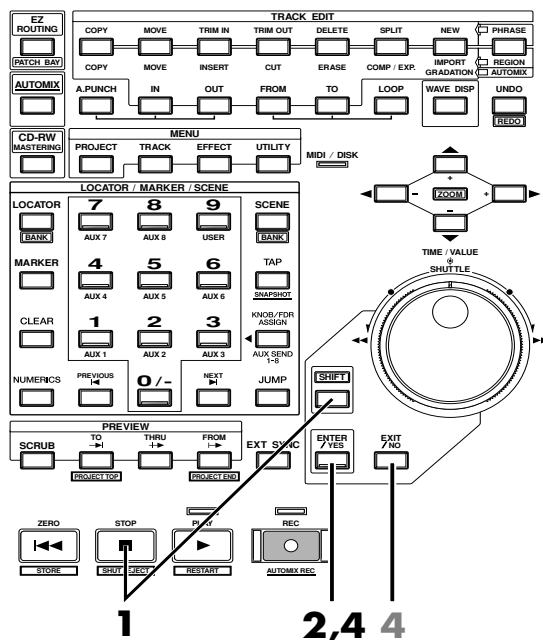 TRACK EDIT
EZ
ROUTING
PATCH BAY
COPY MOVE TRIM IN TRIM OUT DELETE SPLIT NEW PHRASE
COPY MOVE INSERT CUT ERASE COMP / EXP. IMPORT REGION
GRADATION AUTOMIX
AUTOMIX
A.PUNCH IN OUT FROM TO LOOP WAVE DISP UNDO
REDO
CD-RW
MASTERING
MENU
PROJECT TRACK EFFECT UTILITY
MIDI / DISK
LOCATOR / MARKER / SCENE
LOCATOR 7 8 9 SCENE
BANK AUX 7 AUX 8 USER BANK
MARKER 4 5 6 TAP
AUX 4 AUX 5 AUX 6 SNAPSHOT
CLEAR 1 2 3 KNOB/FDR
ASSIGN
AUX 1 AUX 2 AUX 3 AUX SEND
1-8
NUMERICS PREVIOUS 0/- NEXT JUMP
+
- ZOOM +
-
TIME / VALUE
SHUTTLE
SHIFT
PREVIEW
SCRUB TO THRU FROM EXT SYNC
PROJECT TOP PROJECT END
ENTER
/ YES
EXIT
/ NO
ZERO STOP PLAY REC
STORE SHUT / EJECT RESTART AUTOMIX REC
1 2,4 4